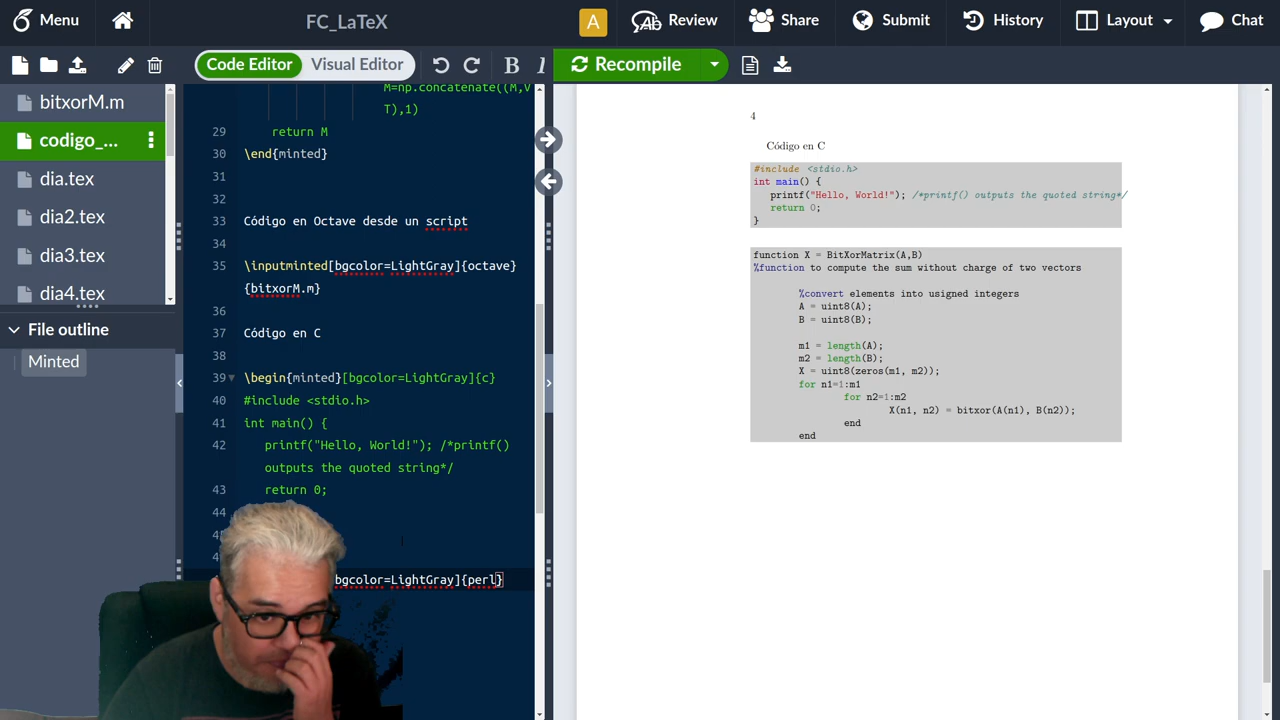 Menu
FC_LaTeX
A
Review
Share
Submit
History
Layout
Chat
Code Editor
Visual Editor
B
I
Recompile
bitxorM.m
codigo_...
dia.tex
dia2.tex
dia3.tex
dia4.tex
File outline
Minted
M=np.concatenate((M,V
T),1)
29 return M
30 \end{minted}
31
32
33 Código en Octave desde un script
34
35 \inputminted[bgcolor=LightGray]{octave}
{bitxorM.m}
36
37 Código en C
38
39 \begin{minted}[bgcolor=LightGray]{c}
40 #include <stdio.h>
41 int main() {
42 printf("Hello, World!"); /*printf()
outputs the quoted string*/
43 return 0;
44
bgcolor=LightGray]{perl}
4
Código en C
#include <stdio.h>
int main() {
printf("Hello, World!"); /*printf() outputs the quoted string*/
return 0;
}
function X = BitXorMatrix(A,B)
%function to compute the sum without charge of two vectors
%convert elements into usigned integers
A = uint8(A);
B = uint8(B);
m1 = length(A);
m2 = length(B);
X = uint8(zeros(m1, m2));
for n1=1:m1
for n2=1:m2
X(n1, n2) = bitxor(A(n1), B(n2));
end
end